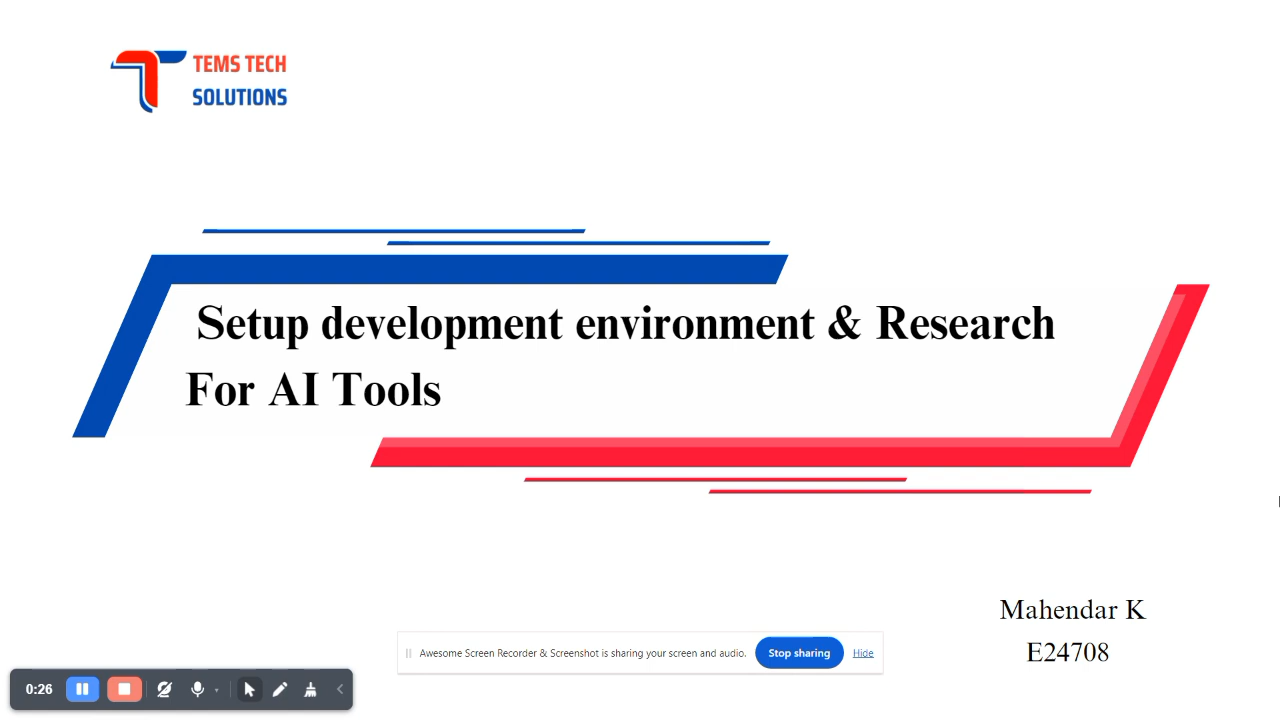 TEMS TECH
SOLUTIONS
Setup development environment & Research
For AI Tools
Mahendar K
E24708
Awesome Screen Recorder & Screenshot is sharing your screen and audio.
Stop sharing
Hide
0:26